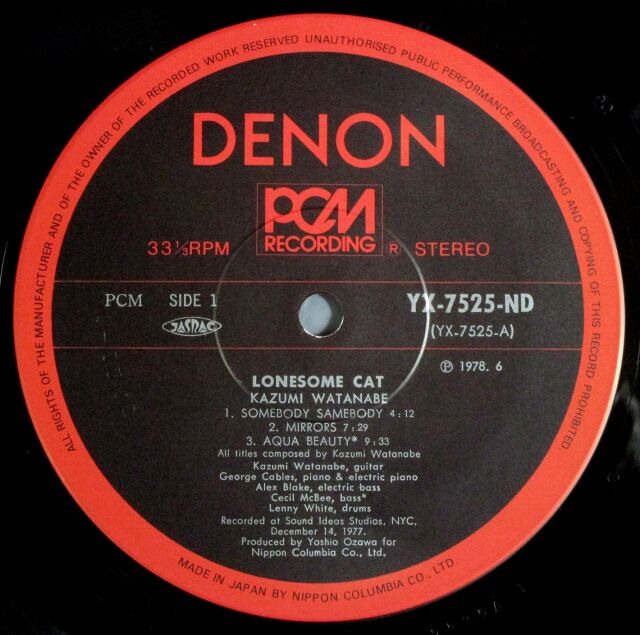 ALL RIGHTS OF THE MANUFACTURER AND OF THE OWNER OF THE RECORDED WORK RESERVED UNAUTHORISED PUBLIC PERFORMANCE BROADCASTING AND COPYING OF THIS RECORD PROHIBITED
DENON
PCM
RECORDING
33 1/3 RPM
R STEREO
PCM SIDE 1
YX-7525-ND
JASRAC
(YX-7525-A)
Ⓟ 1978. 6
LONESOME CAT
KAZUMI WATANABE
1. SOMEBODY SAMEBODY 4:12
2. MIRRORS 7:29
3. AQUA BEAUTY* 9:33
All titles composed by Kazumi Watanabe
Kazumi Watanabe, guitar
George Cables, piano & electric piano
Alex Blake, electric bass
Cecil McBee, bass*
Lenny White, drums
Recorded at Sound Ideas Studios, NYC,
December 14, 1977.
Produced by Yoshio Ozawa for
Nippon Columbia Co., Ltd.
MADE IN JAPAN BY NIPPON COLUMBIA CO., LTD